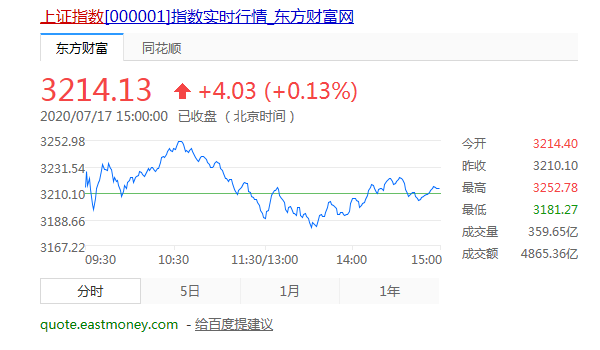 上证指数[000001]指数实时行情_东方财富网
东方财富 同花顺
3214.13 +4.03 (+0.13%)
2020/07/17 15:00:00 已收盘 (北京时间)
3252.98
3231.54
3210.10
3188.66
3167.22
09:30 10:30 11:30/13:00 14:00 15:00
今开 3214.40
昨收 3210.10
最高 3252.78
最低 3181.27
成交量 359.65亿
成交额 4865.36亿
分时 5日 1月 1年
quote.eastmoney.com - 给百度提建议